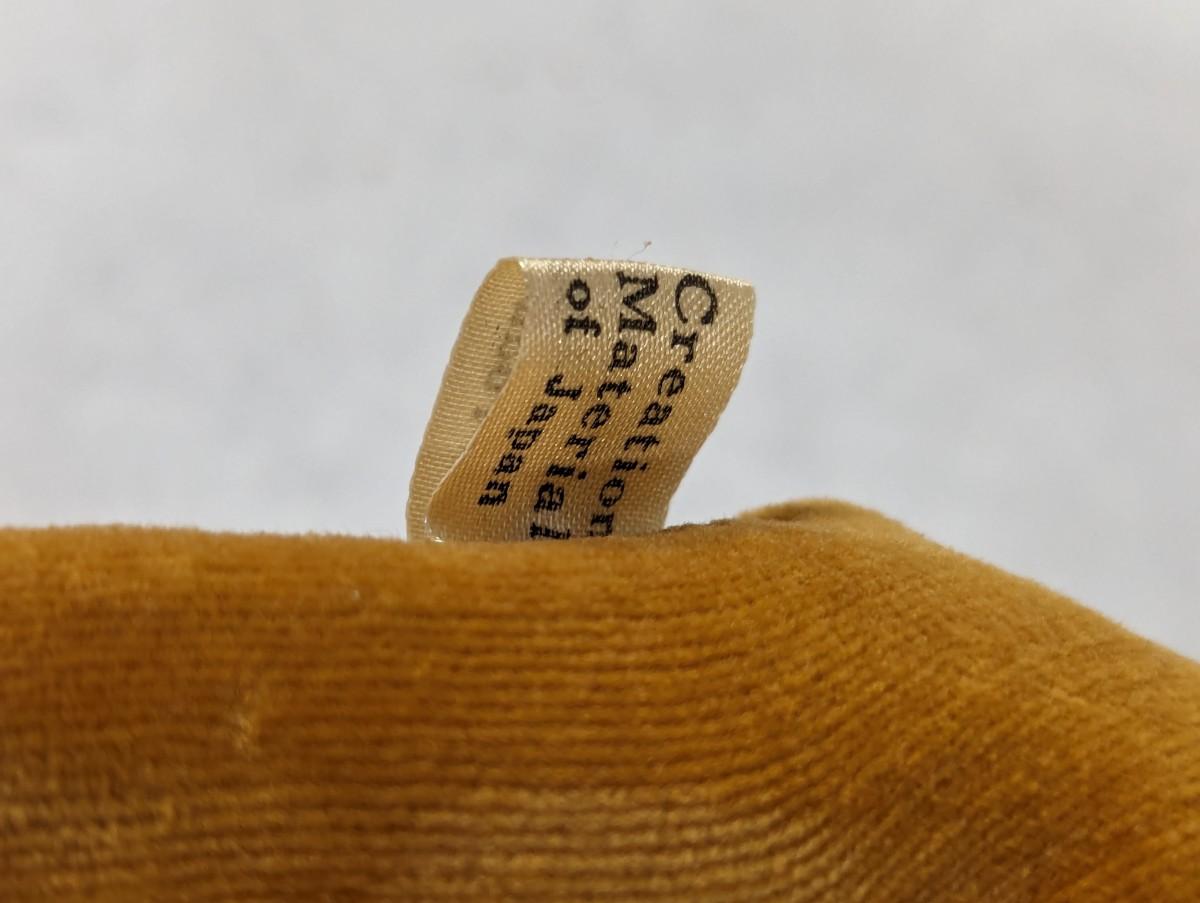 Creation
Material
of Japan